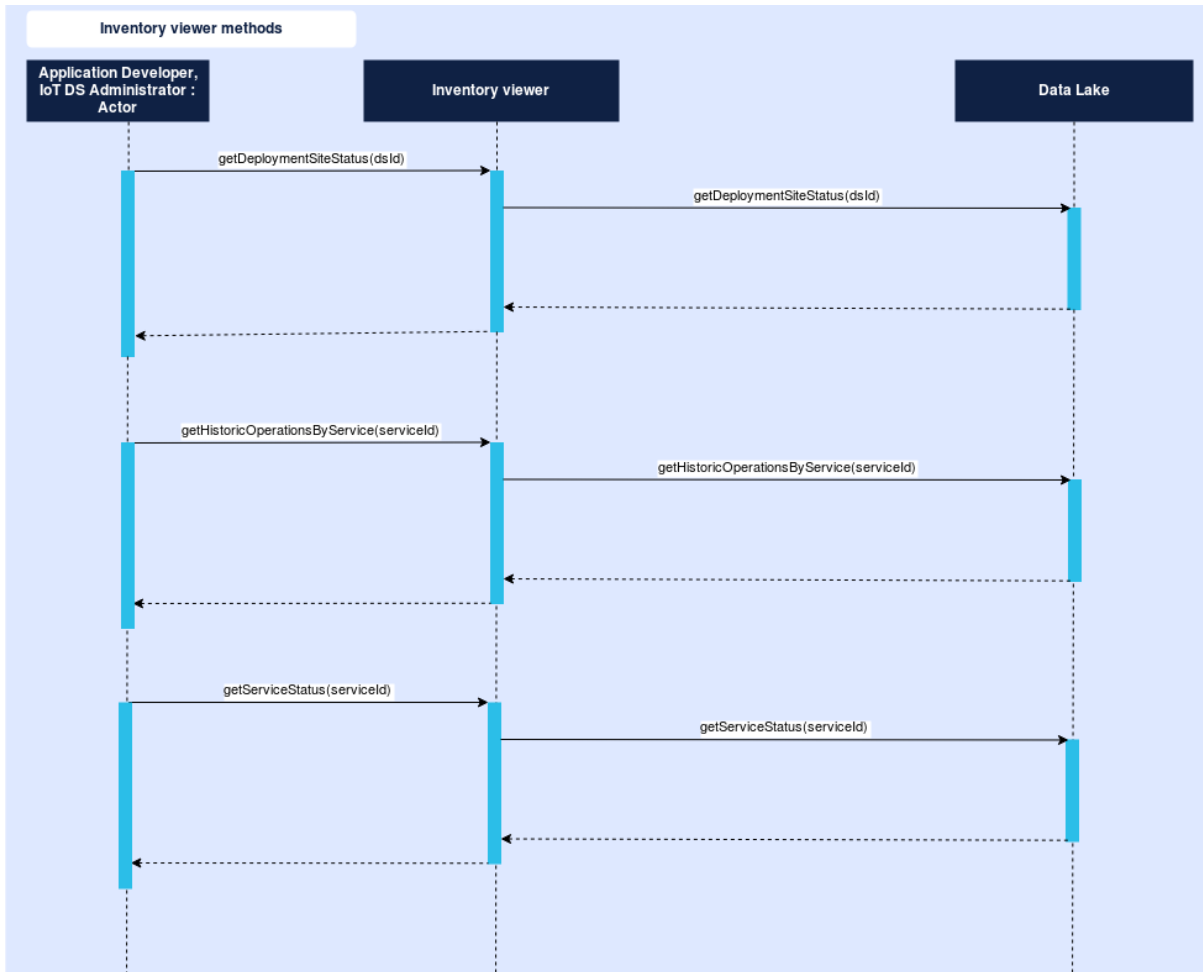 Inventory viewer methods
Application Developer,
IoT DS Administrator :
Actor
Inventory viewer
Data Lake
getDeploymentSiteStatus(dsId)
getDeploymentSiteStatus(dsId)
getHistoricOperationsByService(serviceId)
getHistoricOperationsByService(serviceId)
getServiceStatus(serviceId)
getServiceStatus(serviceId)